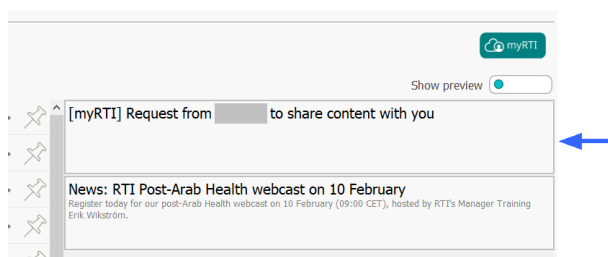 myRTI
Show preview
[myRTI] Request from to share content with you
News: RTI Post-Arab Health webcast on 10 February
Register today for our post-Arab Health webcast on 10 February (09:00 CET), hosted by RTI's Manager Training
Erik Wikström.